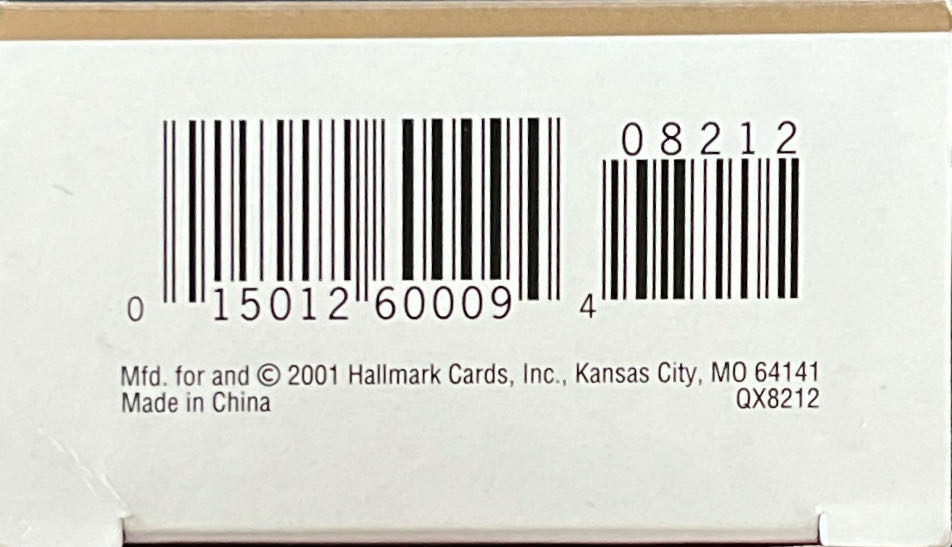 08212
0 15012 60009 4
Mfd. for and © 2001 Hallmark Cards, Inc., Kansas City, MO 64141
Made in China QX8212